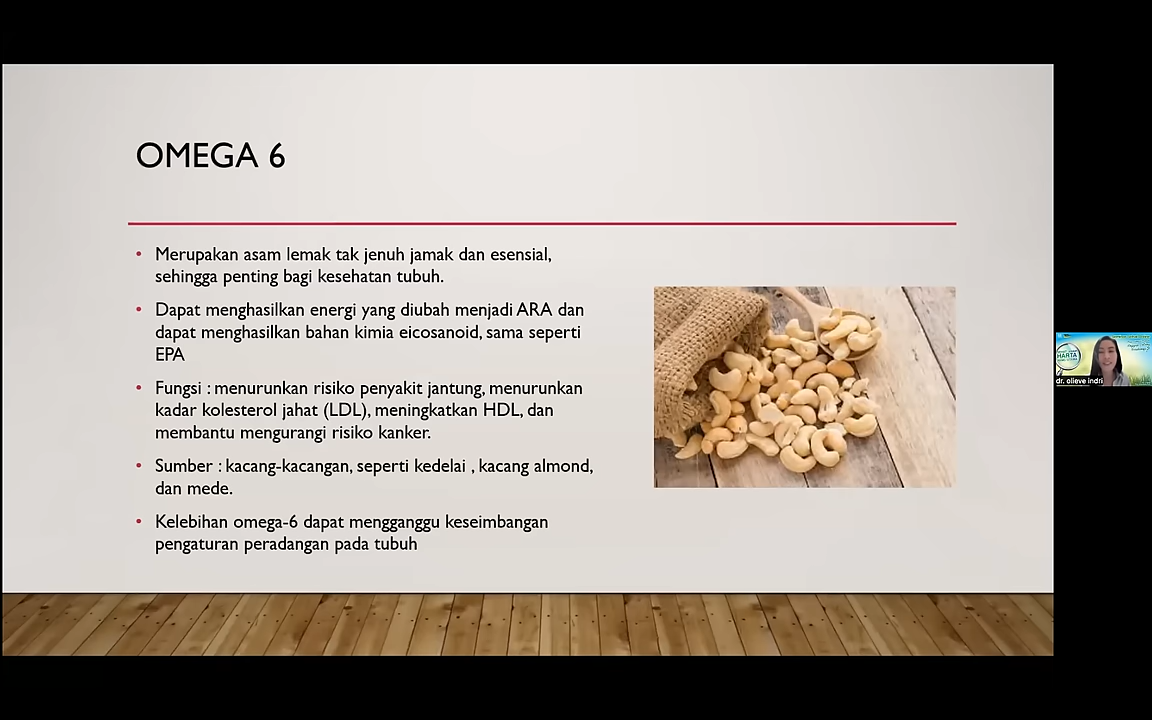 OMEGA 6
• Merupakan asam lemak tak jenuh jamak dan esensial,
sehingga penting bagi kesehatan tubuh.
• Dapat menghasilkan energi yang diubah menjadi ARA dan
dapat menghasilkan bahan kimia eicosanoid, sama seperti
EPA
• Fungsi : menurunkan risiko penyakit jantung, menurunkan
kadar kolesterol jahat (LDL), meningkatkan HDL, dan
membantu mengurangi risiko kanker.
• Sumber : kacang-kacangan, seperti kedelai , kacang almond,
dan mede.
• Kelebihan omega-6 dapat mengganggu keseimbangan
pengaturan peradangan pada tubuh
HARTA
dr. olieve indri